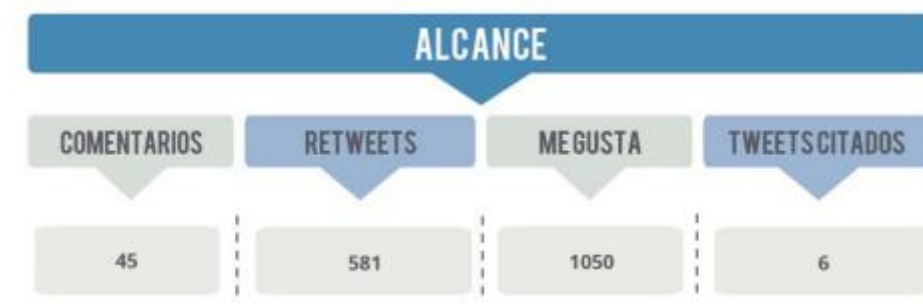 ALCANCE
COMENTARIOS RETWEETS ME GUSTA TWEETS CITADOS
45 581 1050 6